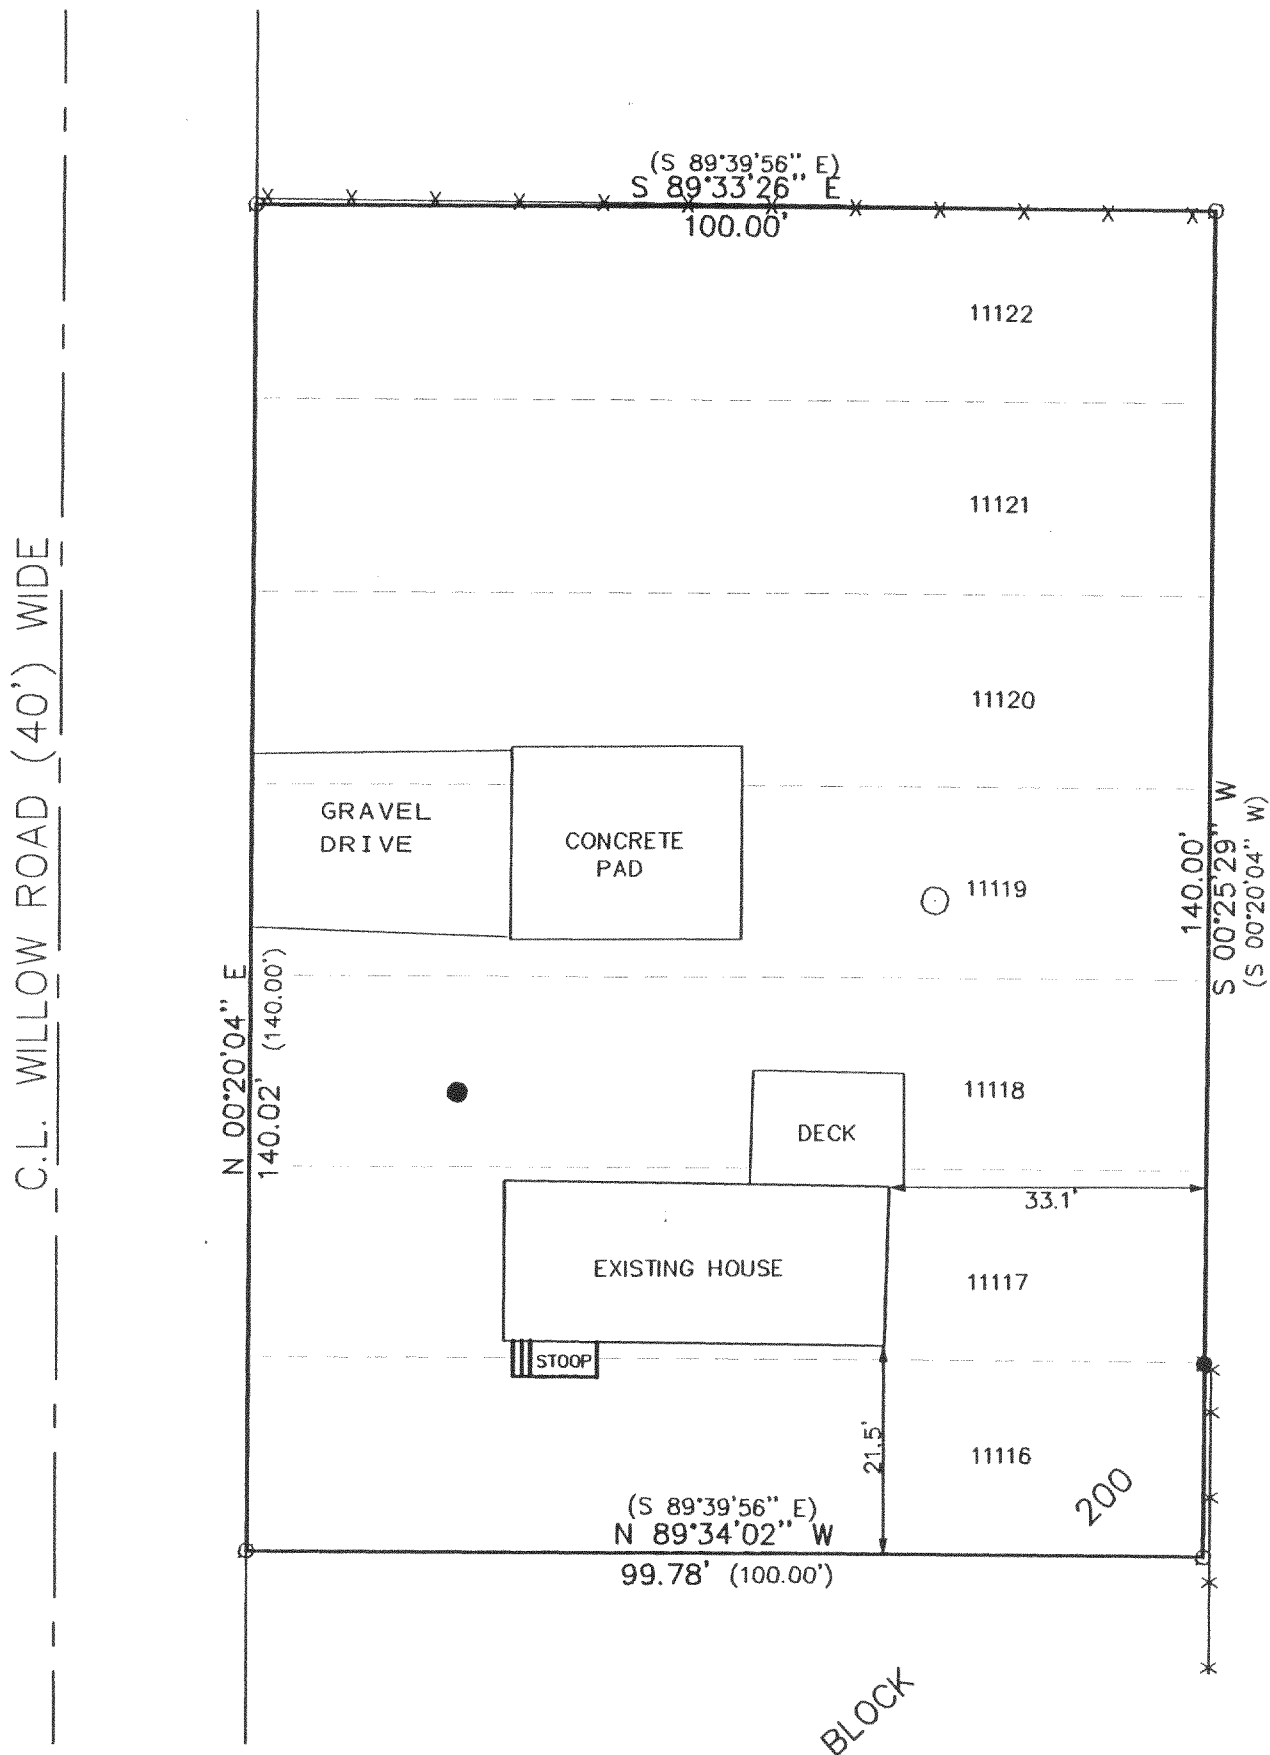 (S 89°39'56" E)
S 89°33'26" E
100.00'
11122
11121
C.L. WILLOW ROAD (40') WIDE
11120
GRAVEL
DRIVE
CONCRETE
PAD
11119
140.00'
S 00°25'29" W
(S 00°20'04" W)
N 00°20'04" E
140.02' (140.00')
11118
DECK
33.1'
EXISTING HOUSE
11117
STOOP
21.5'
11116
200
(S 89°39'56" E)
N 89°34'02" W
99.78' (100.00')
BLOCK